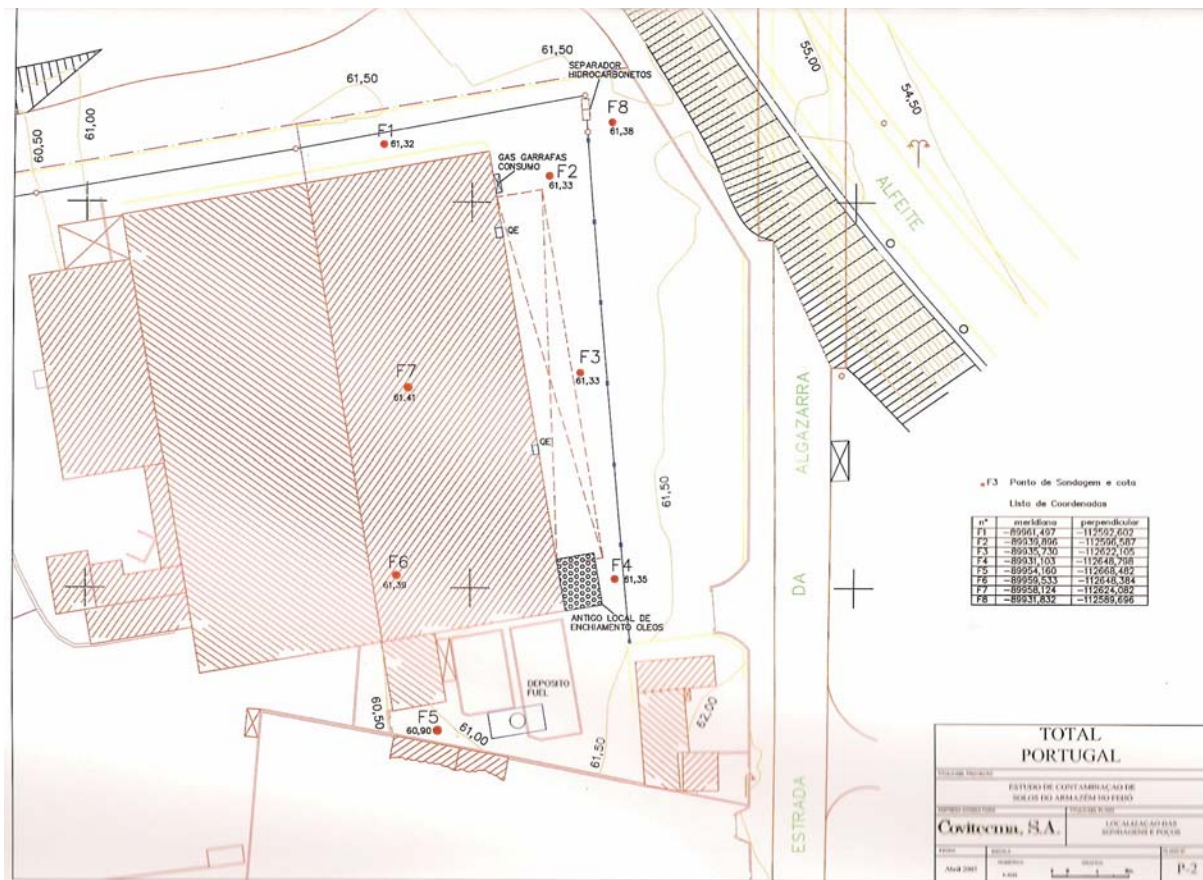 61,50
61,50
SEPARADOR
HIDROCARBONETOS
F8
61,38
55,00
54,50
60,50
61,00
F1
61,32
GAS GARRAFAS
CONSUMO
F2
61,33
QE
ALFEITE
F3
61,33
F7
61,41
QE
61,50
ALGAZARRA
DA
ESTRADA
F6
61,39
F4
61,35
ANTIGO LOCAL DE
ENCHIAMENTO OLEOS
DEPOSITO
FUEL
60,50
F5
60,90
61,00
61,50
62,00
F3 Ponto de Sondagem e cota
Lista de Coordenadas
nº meridiana perpendicular
F1 -89961,497 -112592,602
F2 -89939,896 -112596,587
F3 -89935,730 -112622,105
F4 -89931,103 -112648,798
F5 -89954,160 -112668,482
F6 -89959,533 -112648,384
F7 -89958,124 -112624,082
F8 -89931,832 -112589,696
TOTAL
PORTUGAL
ESTUDO DE CONTAMINAÇÃO DE
SOLOS DO ARMAZÉM NO FEIJÓ
Covitecma, S.A.
LOCALIZAÇÃO DAS
SONDAGENS E POÇOS
P-2